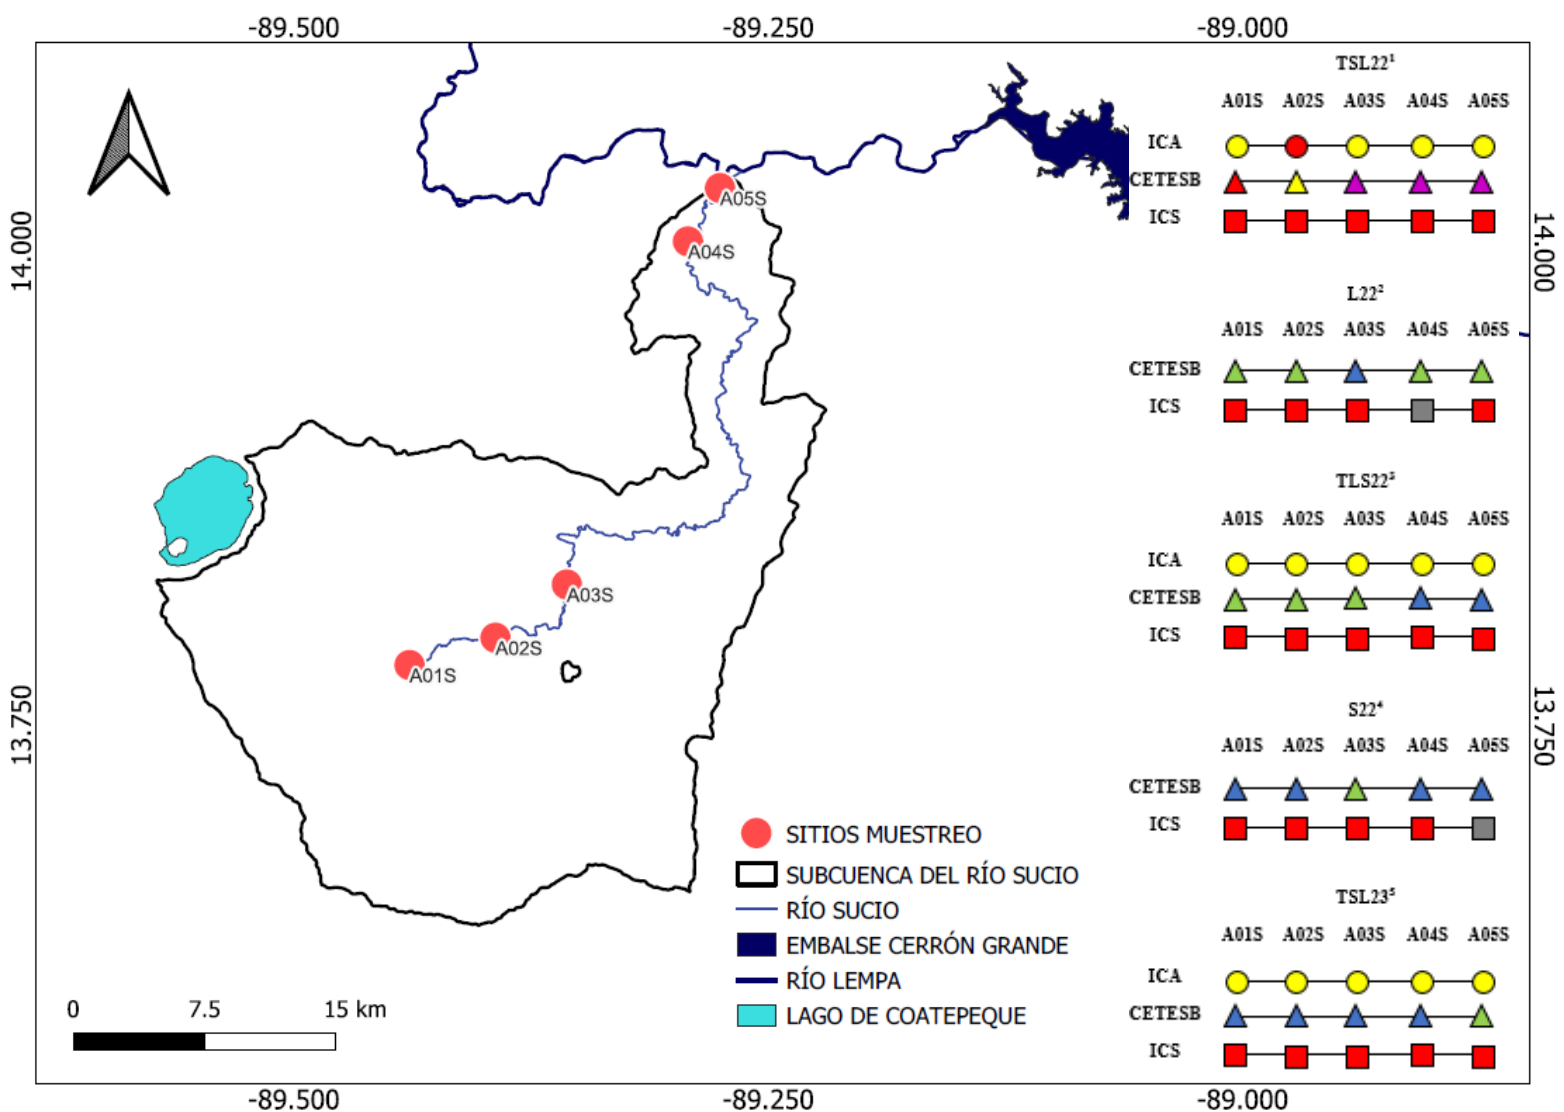 -89.500 -89.250 -89.000
14.000
13.750
14.000
13.750
A05S
A04S
A03S
A02S
A01S
SITIOS MUESTREO
SUBCUENCA DEL RÍO SUCIO
RÍO SUCIO
EMBALSE CERRÓN GRANDE
RÍO LEMPA
LAGO DE COATEPEQUE
0 7.5 15 km
TSL22¹
A01S A02S A03S A04S A05S
ICA
CETESB
ICS
L22²
A01S A02S A03S A04S A05S
CETESB
ICS
TLS22³
A01S A02S A03S A04S A05S
ICA
CETESB
ICS
S22⁴
A01S A02S A03S A04S A05S
CETESB
ICS
TSL23⁵
A01S A02S A03S A04S A05S
ICA
CETESB
ICS
-89.500 -89.250 -89.000